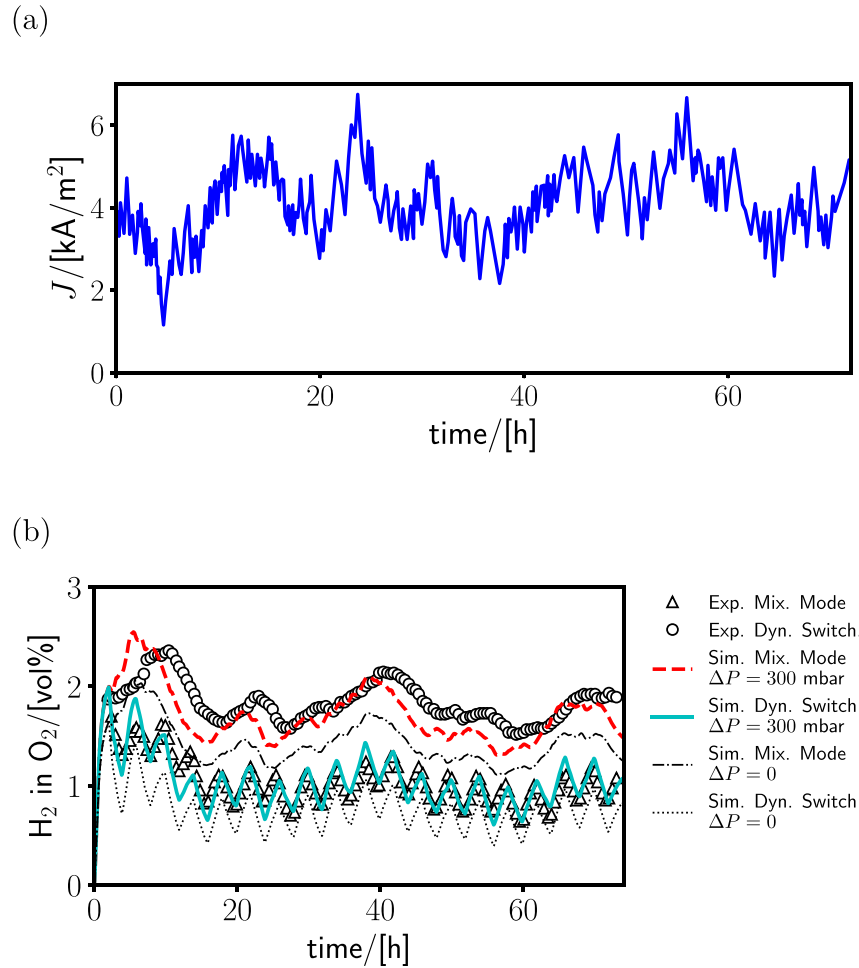 (a)
6
4
2
0
J/[kA/m²]
0 20 40 60
time/[h]
(b)
3
2
1
0
H₂ in O₂/[vol%]
0 20 40 60
time/[h]
Exp. Mix. Mode
Exp. Dyn. Switch.
Sim. Mix. Mode
ΔP = 300 mbar
Sim. Dyn. Switch
ΔP = 300 mbar
Sim. Mix. Mode
ΔP = 0
Sim. Dyn. Switch
ΔP = 0